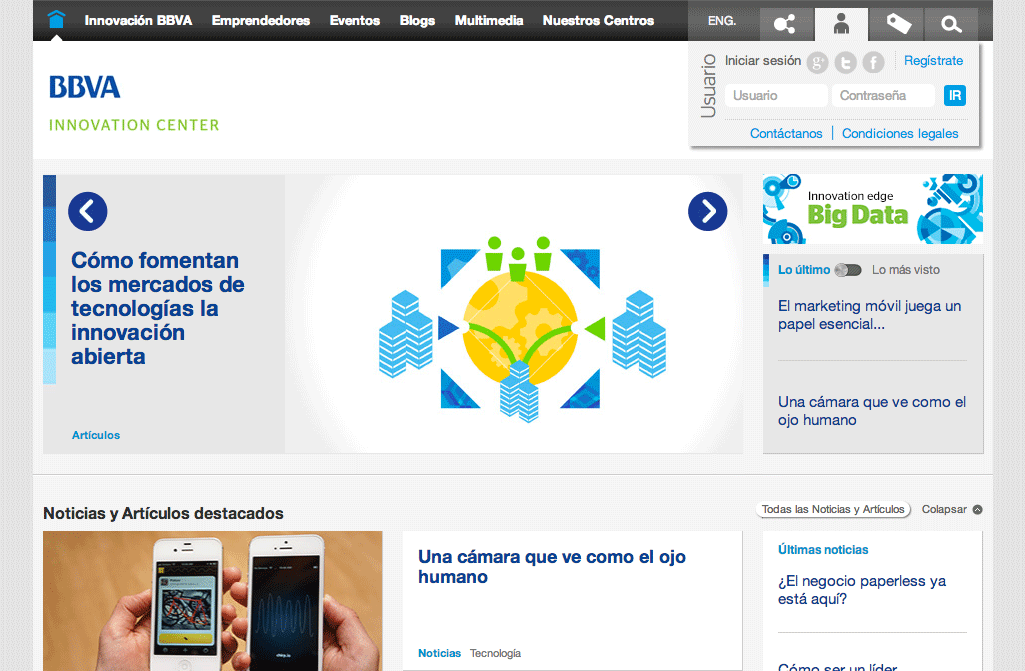 Innovación BBVA Emprendedores Eventos Blogs Multimedia Nuestros Centros ENG.
Usuario
Iniciar sesión g+ t f Regístrate
Usuario Contraseña IR
Contáctanos Condiciones legales
BBVA
INNOVATION CENTER
Cómo fomentan
los mercados de
tecnologías la
innovación
abierta
Artículos
Innovation edge
Big Data
Lo último Lo más visto
El marketing móvil juega un
papel esencial...
Una cámara que ve como el
ojo humano
Noticias y Artículos destacados
Todas las Noticias y Artículos Colapsar
Una cámara que ve como el ojo
humano
Noticias Tecnología
Últimas noticias
¿El negocio paperless ya
está aquí?
Cómo ser un líder